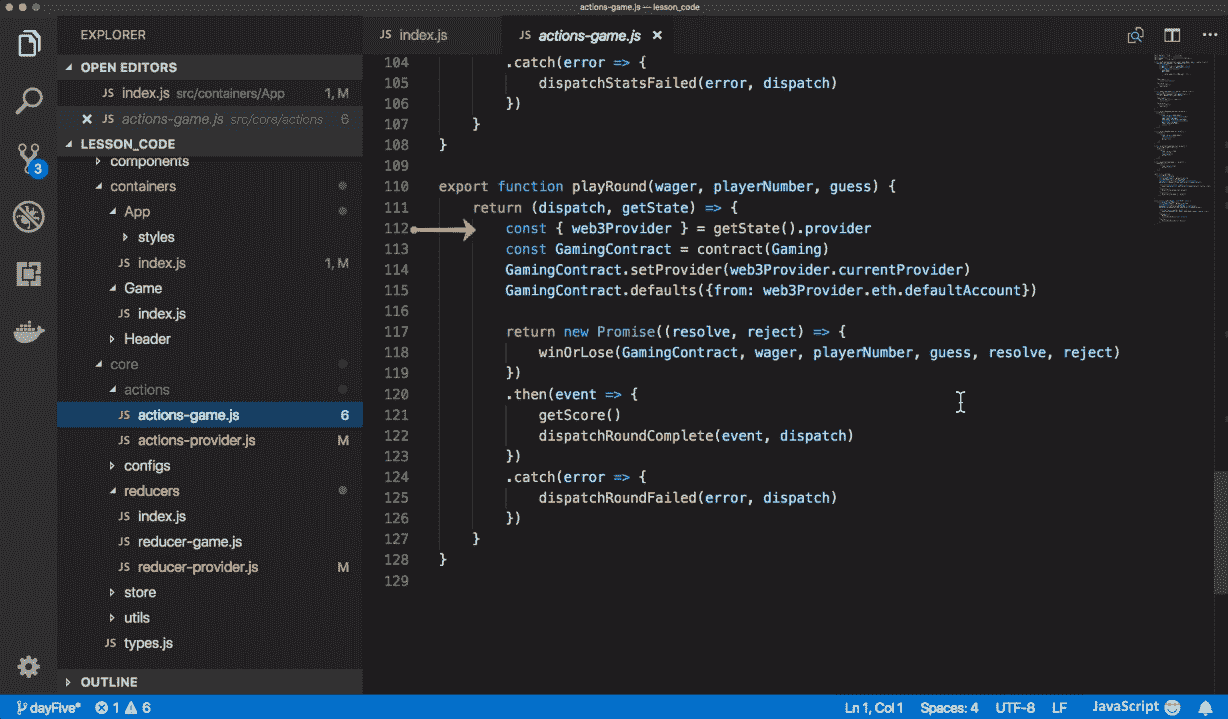 actions-game.js — lesson_code
EXPLORER
OPEN EDITORS
JS index.js src/containers/App 1, M
JS actions-game.js src/core/actions 6
LESSON_CODE
components
containers
App
styles
JS index.js 1, M
Game
JS index.js
Header
core
actions
JS actions-game.js 6
JS actions-provider.js M
configs
reducers
JS index.js
JS reducer-game.js
JS reducer-provider.js M
store
utils
JS types.js
OUTLINE
3
JS index.js
JS actions-game.js
104 .catch(error => {
105 dispatchStatsFailed(error, dispatch)
106 })
107 }
108 }
109
110 export function playRound(wager, playerNumber, guess) {
111 return (dispatch, getState) => {
112 const { web3Provider } = getState().provider
113 const GamingContract = contract(Gaming)
114 GamingContract.setProvider(web3Provider.currentProvider)
115 GamingContract.defaults({from: web3Provider.eth.defaultAccount})
116
117 return new Promise((resolve, reject) => {
118 winOrLose(GamingContract, wager, playerNumber, guess, resolve, reject)
119 })
120 .then(event => {
121 getScore()
122 dispatchRoundComplete(event, dispatch)
123 })
124 .catch(error => {
125 dispatchRoundFailed(error, dispatch)
126 })
127 }
128 }
129
dayFive* 1 6
Ln 1, Col 1 Spaces: 4 UTF-8 LF JavaScript